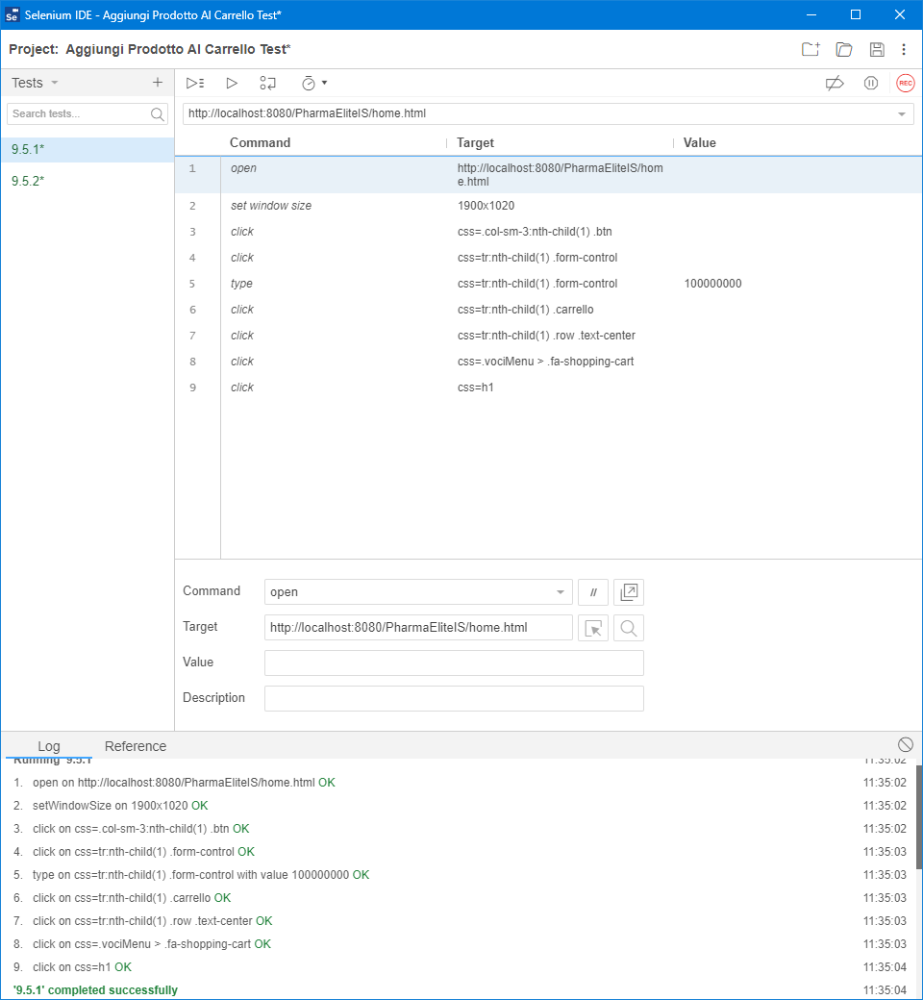 Se Selenium IDE - Aggiungi Prodotto Al Carrello Test*
Project: Aggiungi Prodotto Al Carrello Test*
Tests
+
REC
Search tests...
http://localhost:8080/PharmaEliteIS/home.html
9.5.1*
9.5.2*
Command Target Value
1 open http://localhost:8080/PharmaEliteIS/hom
e.html
2 set window size 1900x1020
3 click css=.col-sm-3:nth-child(1) .btn
4 click css=tr:nth-child(1) .form-control
5 type css=tr:nth-child(1) .form-control 100000000
6 click css=tr:nth-child(1) .carrello
7 click css=tr:nth-child(1) .row .text-center
8 click css=.vociMenu > .fa-shopping-cart
9 click css=h1
Command open //
Target http://localhost:8080/PharmaEliteIS/home.html
Value
Description
Log Reference
Running '9.5.1' 11:35:02
1. open on http://localhost:8080/PharmaEliteIS/home.html OK 11:35:02
2. setWindowSize on 1900x1020 OK 11:35:02
3. click on css=.col-sm-3:nth-child(1) .btn OK 11:35:02
4. click on css=tr:nth-child(1) .form-control OK 11:35:03
5. type on css=tr:nth-child(1) .form-control with value 100000000 OK 11:35:03
6. click on css=tr:nth-child(1) .carrello OK 11:35:03
7. click on css=tr:nth-child(1) .row .text-center OK 11:35:03
8. click on css=.vociMenu > .fa-shopping-cart OK 11:35:03
9. click on css=h1 OK 11:35:04
'9.5.1' completed successfully 11:35:04